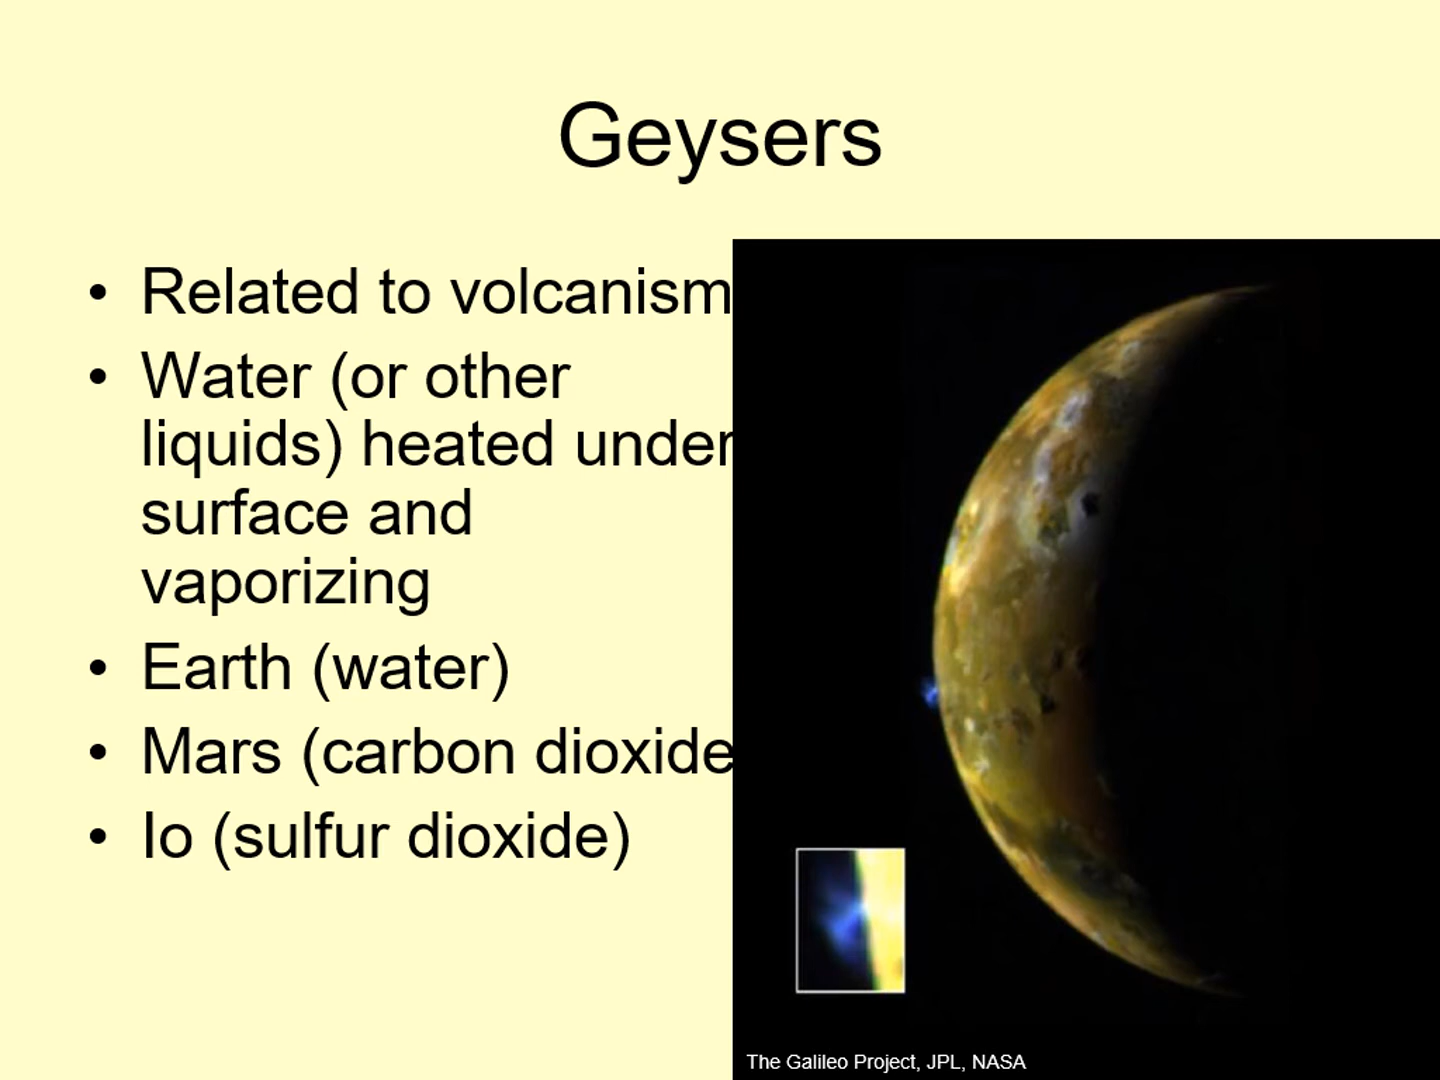 Geysers
• Related to volcanism
• Water (or other
liquids) heated under
surface and
vaporizing
• Earth (water)
• Mars (carbon dioxide
• Io (sulfur dioxide)
The Galileo Project, JPL, NASA